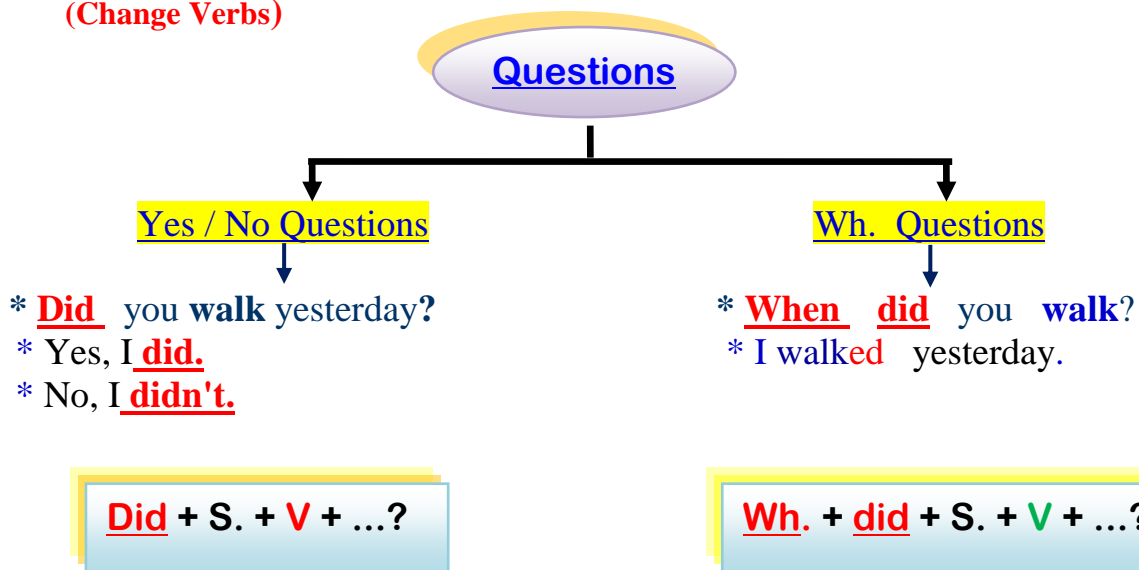 (Change Verbs)
Questions
Yes / No Questions
Wh. Questions
* Did you walk yesterday?
* Yes, I did.
* No, I didn't.
* When did you walk?
* I walked yesterday.
Did + S. + V + ...?
Wh. + did + S. + V + ...?